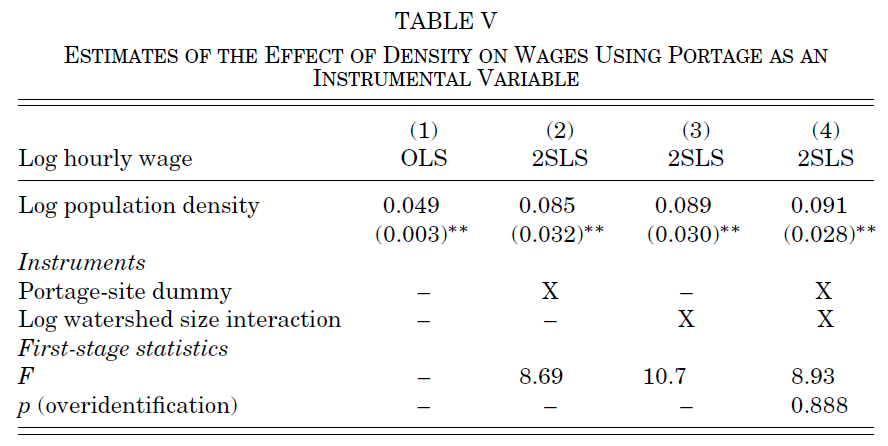 TABLE V
ESTIMATES OF THE EFFECT OF DENSITY ON WAGES USING PORTAGE AS AN
INSTRUMENTAL VARIABLE
(1) (2) (3) (4)
Log hourly wage OLS 2SLS 2SLS 2SLS
Log population density 0.049 0.085 0.089 0.091
(0.003)** (0.032)** (0.030)** (0.028)**
Instruments
Portage-site dummy – X – X
Log watershed size interaction – – X X
First-stage statistics
F – 8.69 10.7 8.93
p (overidentification) – – – 0.888